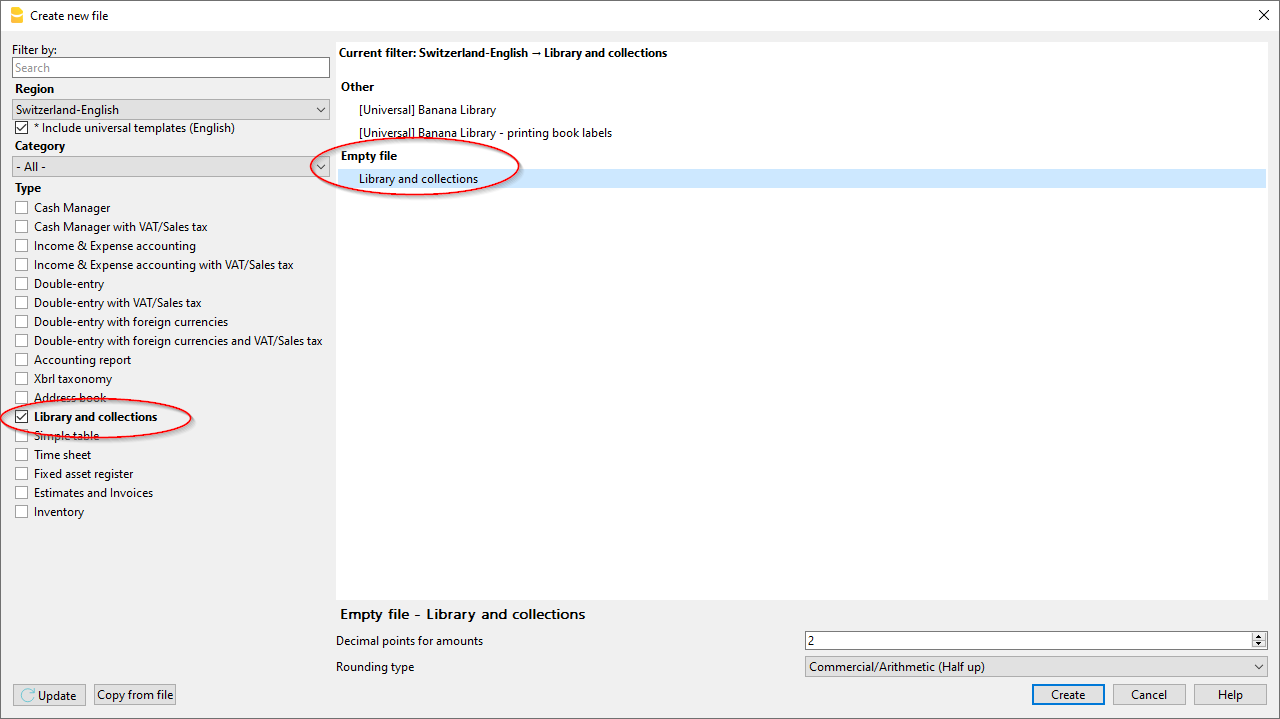 Create new file
Filter by:
Search
Region
Switzerland-English
* Include universal templates (English)
Category
- All -
Type
Cash Manager
Cash Manager with VAT/Sales tax
Income & Expense accounting
Income & Expense accounting with VAT/Sales tax
Double-entry
Double-entry with VAT/Sales tax
Double-entry with foreign currencies
Double-entry with foreign currencies and VAT/Sales tax
Accounting report
Xbrl taxonomy
Address book
Library and collections
Simple table
Time sheet
Fixed asset register
Estimates and Invoices
Inventory
Update
Copy from file
Current filter: Switzerland-English → Library and collections
Other
[Universal] Banana Library
[Universal] Banana Library - printing book labels
Empty file
Library and collections
Empty file - Library and collections
Decimal points for amounts
2
Rounding type
Commercial/Arithmetic (Half up)
Create
Cancel
Help